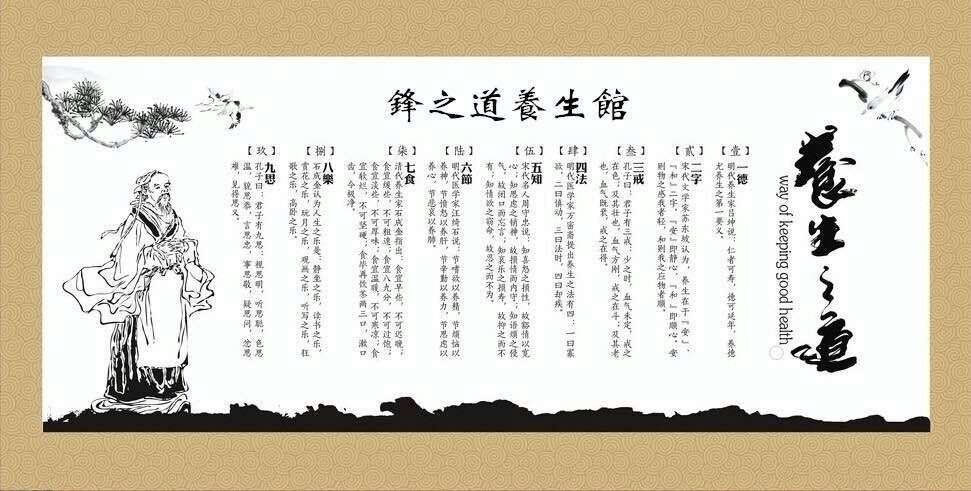 鋒之道養生館
養生之道
way of keeping good health
【壹】
一德
明代养生家吕坤说:仁者可寿,德可延年,养德
尤养生之第一要义。
【贰】
二字
宋代文学家苏东坡认为,养生在于『安』、
『和』二字,『安』即静心,『和』即顺心。安
则物之感我者轻,和则我之应物者顺。
【叁】
三戒
孔子曰:君子有三戒:少之时,血气未定,戒之
在色;及其壮也,血气方刚,戒之在斗;及其老
也,血气既衰,戒之在得。
【肆】
四法
明代医学家万密斋提出养生之法有四:一曰寡
欲,二曰慎动,三曰法时,四曰却疾。
【伍】
五知
宋代名人周守忠说:知喜怒之损性,故豁情以宽
心;知思虑之销神,故损情而内守;知语烦之侵
气,故闭口而忘言;知哀乐之损寿,故抑之而不
有;知情欲之窃命,故忍之而不为。
【陆】
六節
明代医学家江绮石说:节嗜欲以养精,节烦恼以
养神,节愤怒以养肝,节辛勤以养力,节思虑以
养心,节悲哀以养肺。
【柒】
七食
清代养生家石成金指出,食宜早些,不可迟晚;
食宜缓些,不可粗速;食宜八九分,不可过饱;
食宜淡些,不可厚味;食宜温暖,不可寒凉;食
宜软烂,不可坚硬;食毕再饮茶两三口,漱口
齿,令极净。
【捌】
八樂
石成金认为人生之乐是:静坐之乐,读书之乐,
赏花之乐,玩月之乐,观画之乐,听写之乐,狂
歌之乐,高卧之乐。
【玖】
九思
孔子曰:君子有九思:视思明,听思聪,色思
温,貌思恭,言思忠,事思敬,疑思问,忿思
难,见得思义。